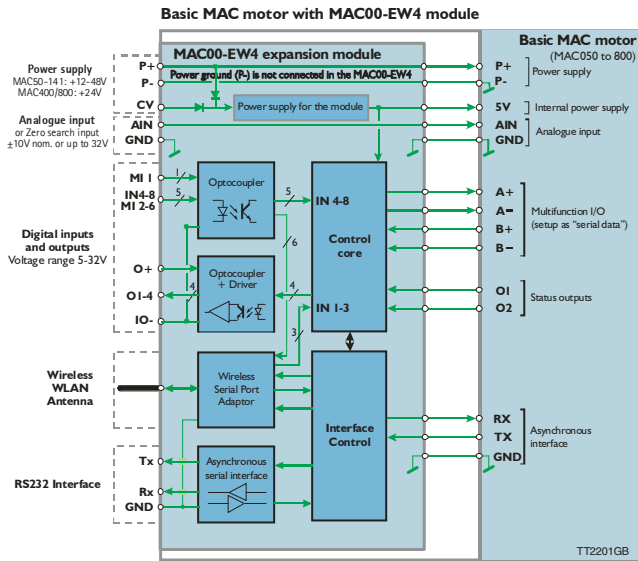 Basic MAC motor with MAC00-EW4 module
MAC00-EW4 expansion module
Power ground (P-) is not connected in the MAC00-EW4
Basic MAC motor
(MAC050 to 800)
Power supply
MAC50-141: +12-48V
MAC400/800: +24V
P+
P-
CV
Power supply for the module
P+
P-
Power supply
5V
Internal power supply
Analogue input
or Zero search input
±10V nom. or up to 32V
AIN
GND
AIN
GND
Analogue input
Digital inputs
and outputs
Voltage range 5-32V
MI 1
IN4-8
MI 2-6
O+
O1-4
IO-
1
5
Optocoupler
5
6
IN 4-8
Control
core
IN 1-3
4
Optocoupler
+ Driver
4
3
A+
A-
B+
B-
Multifunction I/O
(setup as "serial data")
O1
O2
Status outputs
Wireless
WLAN
Antenna
Wireless
Serial Port
Adaptor
Interface
Control
RX
TX
GND
Asynchronous
interface
RS232 Interface
Tx
Rx
GND
Asynchronous
serial interface
TT2201GB